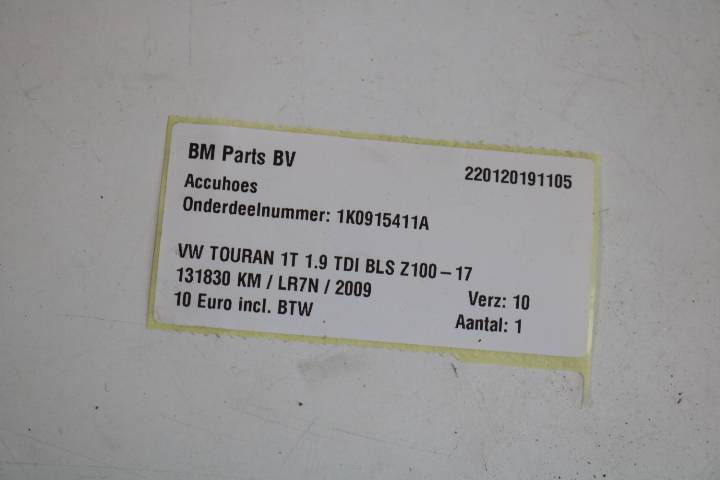 BM Parts BV 220120191105
Accuhoes
Onderdeelnummer: 1K0915411A
VW TOURAN 1T 1.9 TDI BLS Z100-17
131830 KM / LR7N / 2009 Verz: 10
10 Euro incl. BTW Aantal: 1